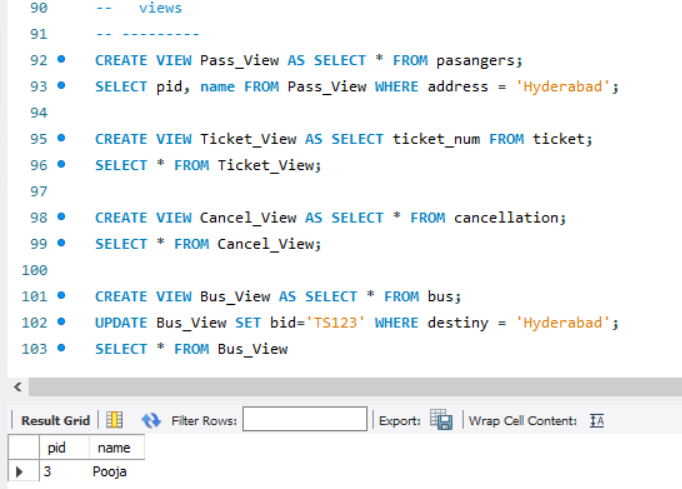 90 -- views
91 -- ---------
92 CREATE VIEW Pass_View AS SELECT * FROM pasangers;
93 SELECT pid, name FROM Pass_View WHERE address = 'Hyderabad';
94
95 CREATE VIEW Ticket_View AS SELECT ticket_num FROM ticket;
96 SELECT * FROM Ticket_View;
97
98 CREATE VIEW Cancel_View AS SELECT * FROM cancellation;
99 SELECT * FROM Cancel_View;
100
101 CREATE VIEW Bus_View AS SELECT * FROM bus;
102 UPDATE Bus_View SET bid='TS123' WHERE destiny = 'Hyderabad';
103 SELECT * FROM Bus_View
Result Grid Filter Rows: Export: Wrap Cell Content:
pid name
3 Pooja